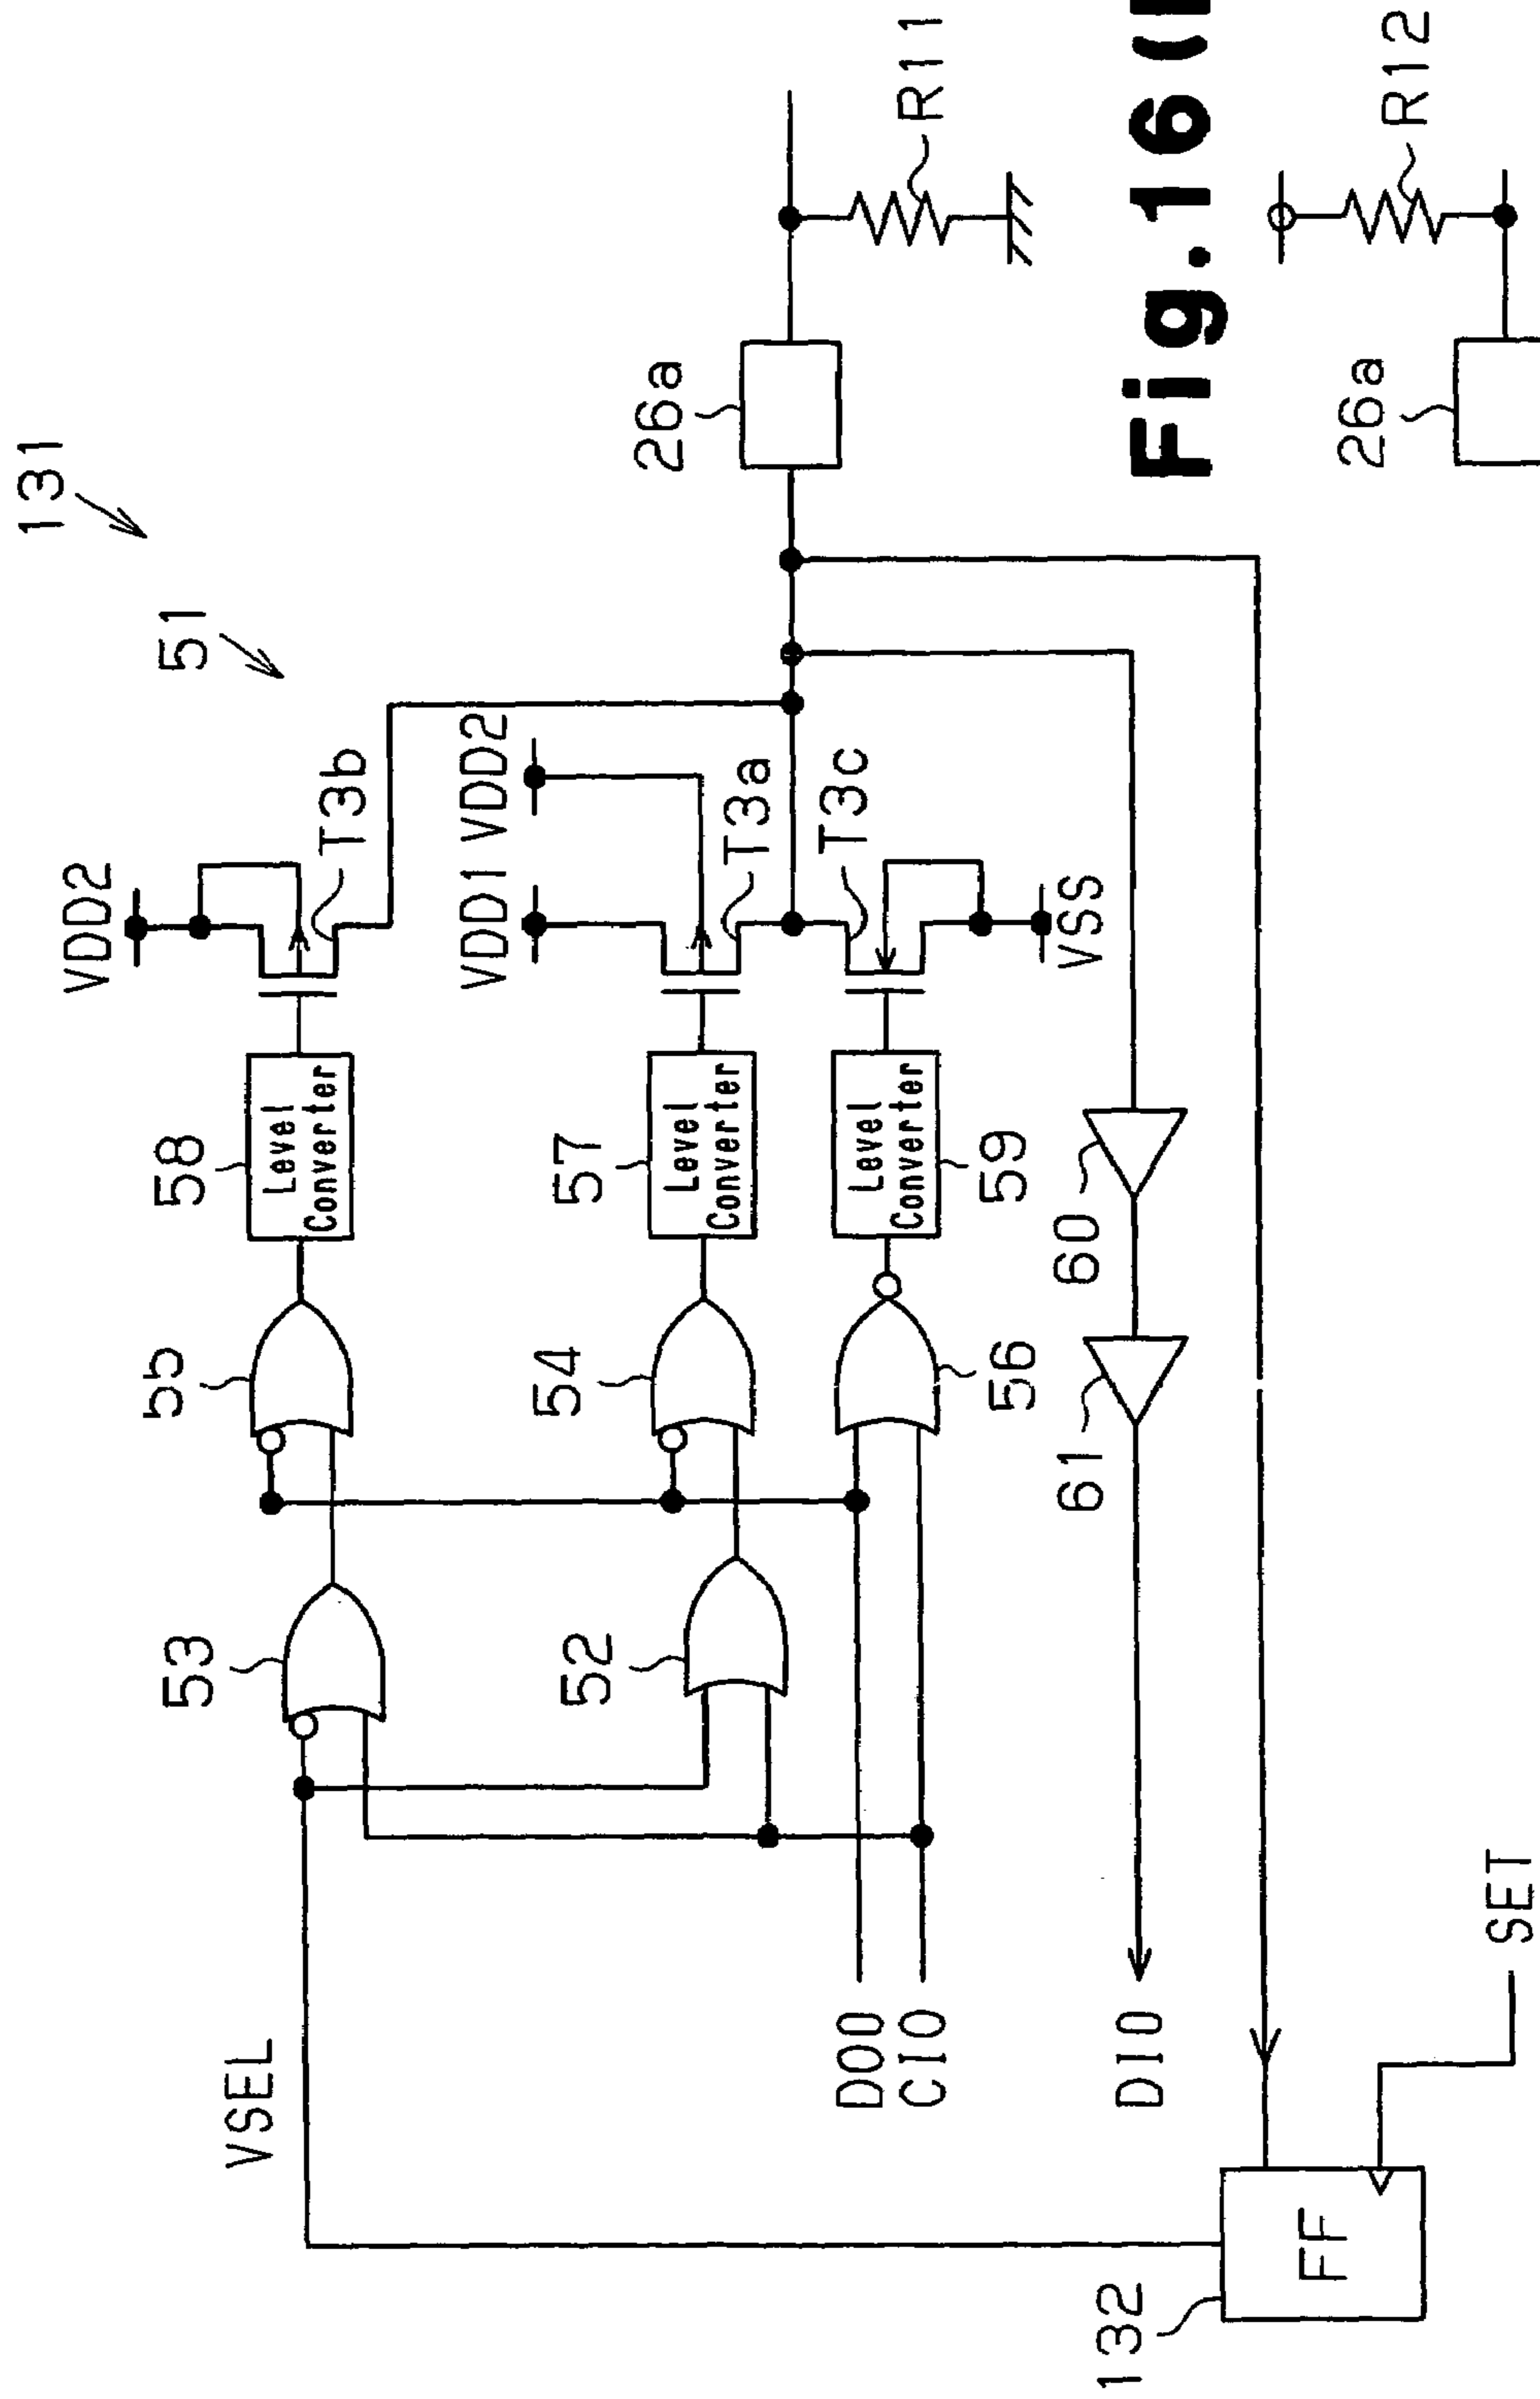 131
51
VDD2
T3b
58
Level
Converter
55
53
VSEL
VDD1
VDD2
T3a
57
Level
Converter
54
52
T3c
VSS
Level
Converter
59
56
DO0
CI0
60
61
DI0
132
FF
SET
26a
R11
Fig.16(
26a
R12